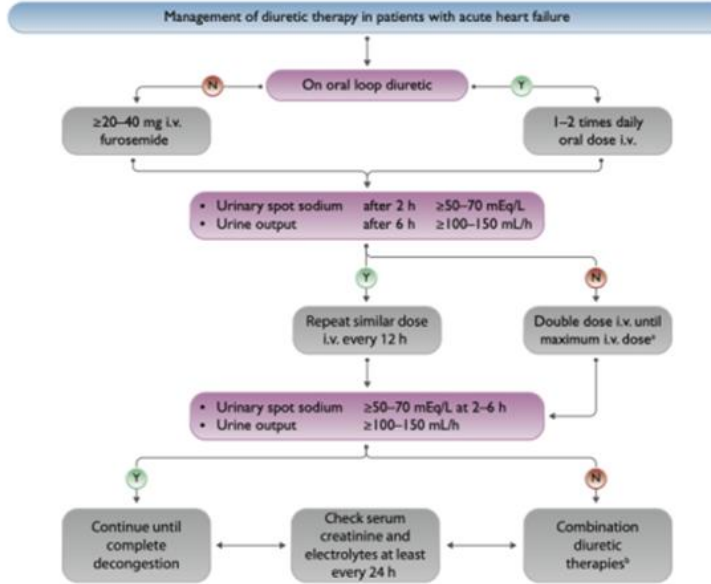 Management of diuretic therapy in patients with acute heart failure
N
On oral loop diuretic
Y
≥20–40 mg i.v.
furosemide
1–2 times daily
oral dose i.v.
• Urinary spot sodium after 2 h ≥50–70 mEq/L
• Urine output after 6 h ≥100–150 mL/h
Y
N
Repeat similar dose
i.v. every 12 h
Double dose i.v. until
maximum i.v. doseᵃ
• Urinary spot sodium ≥50–70 mEq/L at 2–6 h
• Urine output ≥100–150 mL/h
Y
N
Continue until
complete
decongestion
Check serum
creatinine and
electrolytes at least
every 24 h
Combination
diuretic
therapiesᵇ